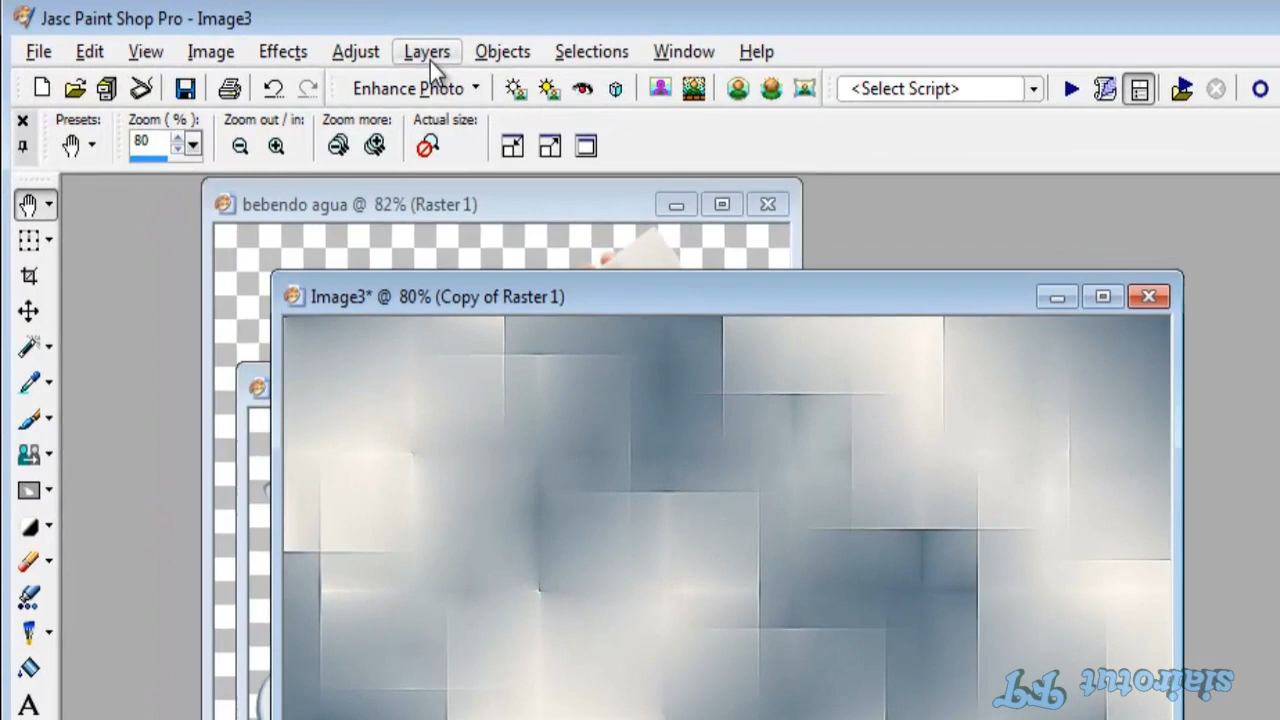 Jasc Paint Shop Pro - Image3
File Edit View Image Effects Adjust Layers Objects Selections Window Help
Enhance Photo <Select Script>
Presets: Zoom ( % ): Zoom out / in: Zoom more: Actual size:
80
bebendo agua @ 82% (Raster 1)
Image3* @ 80% (Copy of Raster 1)
A